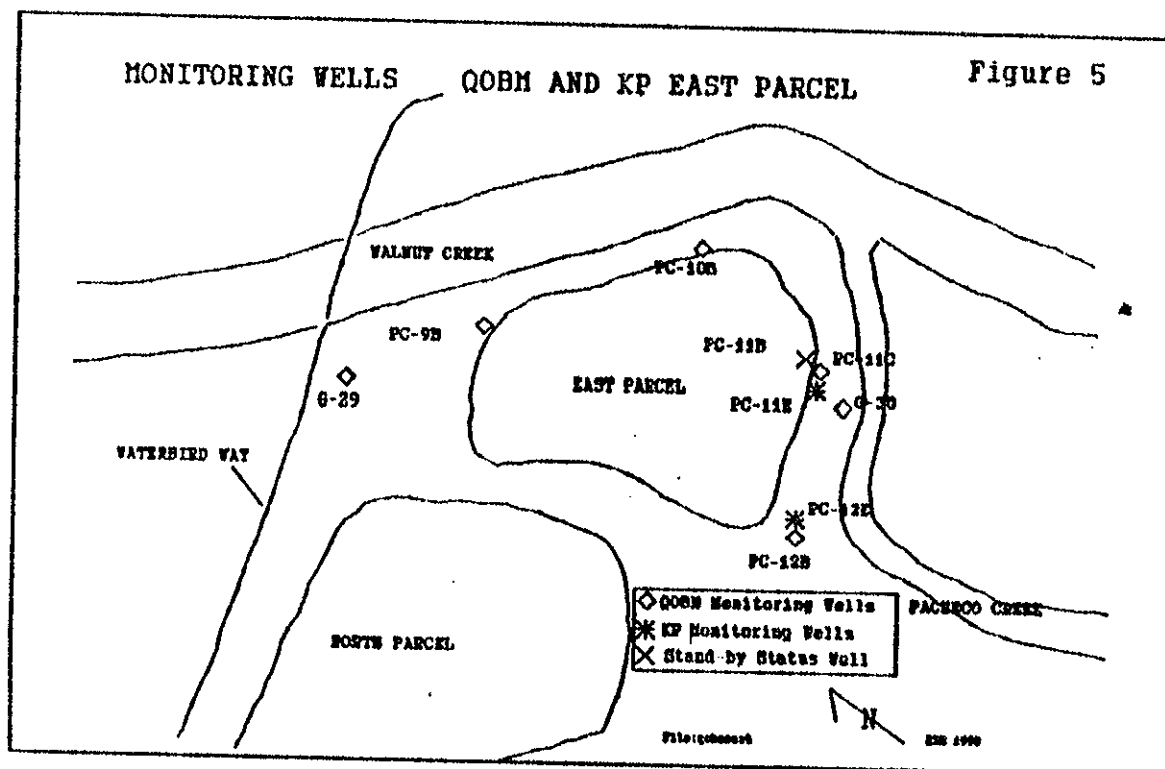 MONITORING WELLS QOBM AND KP EAST PARCEL
Figure 5
WALNUT CREEK
PC-10B
PC-9B
PC-11B
PC-11C
G-29
EAST PARCEL
PC-11E
G-30
WATERBIRD WAY
PC-12E
PC-12B
QOBM Monitoring Wells
KP Monitoring Wells
Stand-by Status Well
PACHECO CREEK
NORTH PARCEL
N
1990